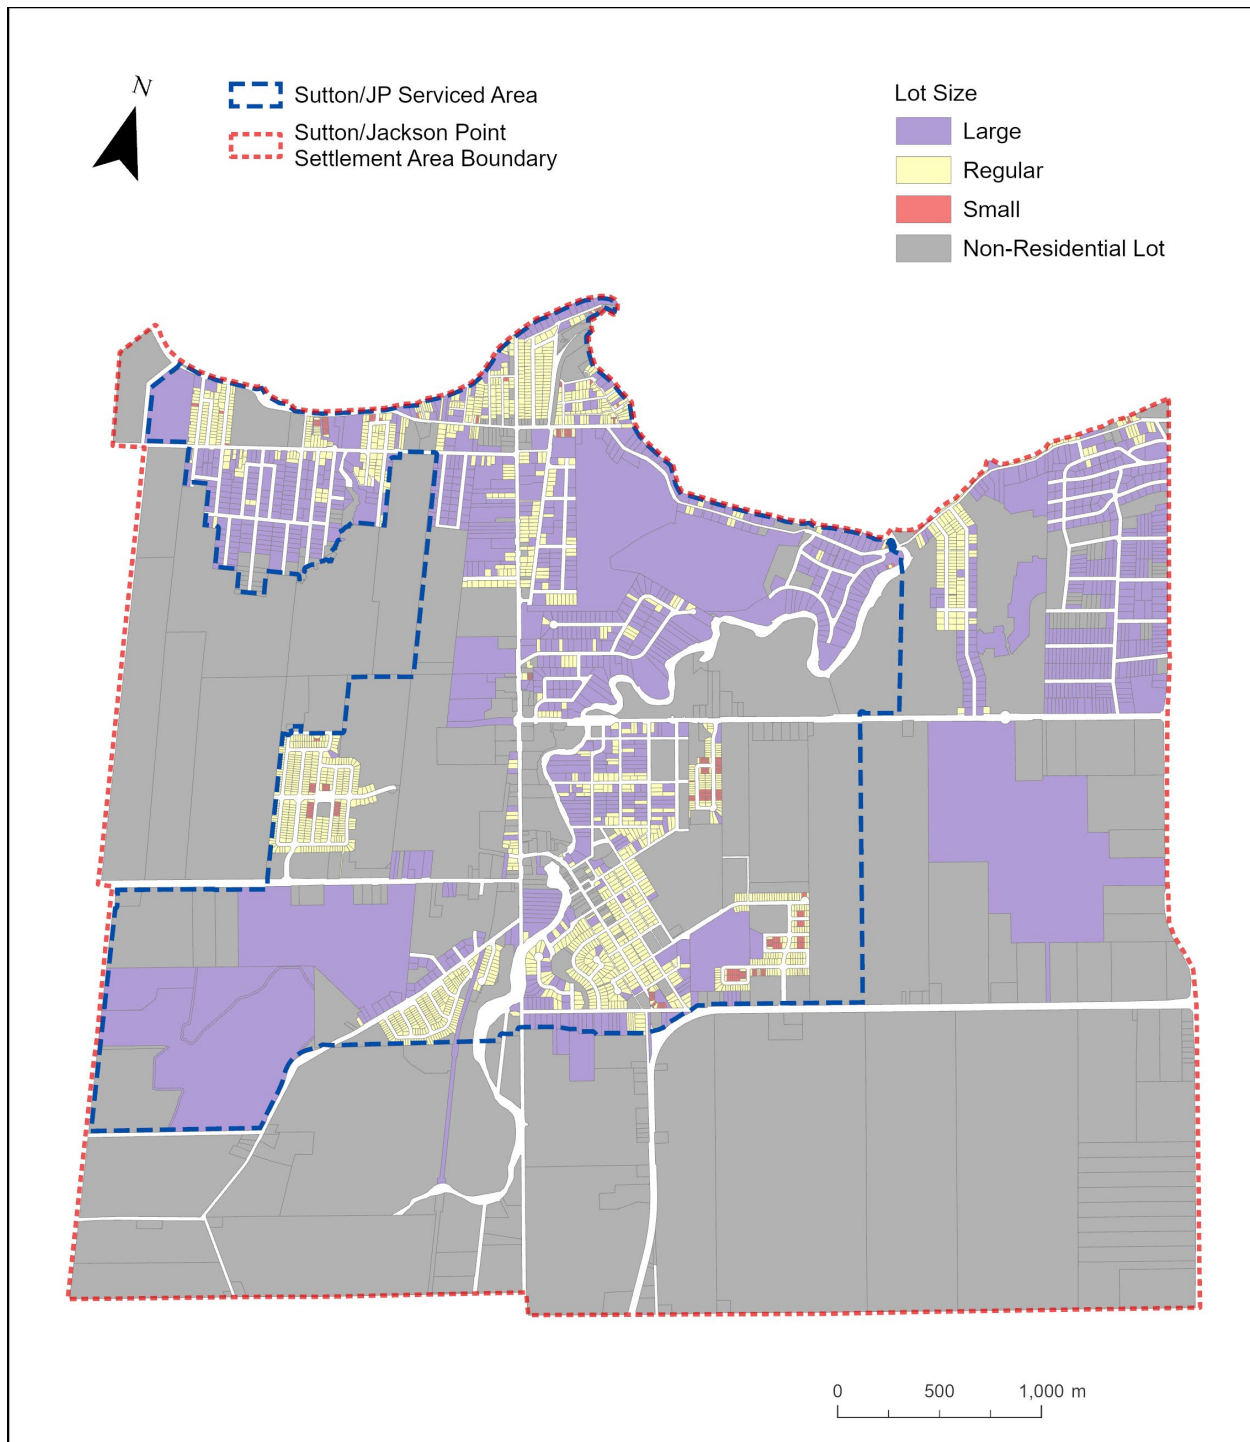 N
Sutton/JP Serviced Area
Sutton/Jackson Point
Settlement Area Boundary
Lot Size
Large
Regular
Small
Non-Residential Lot
0 500 1,000 m